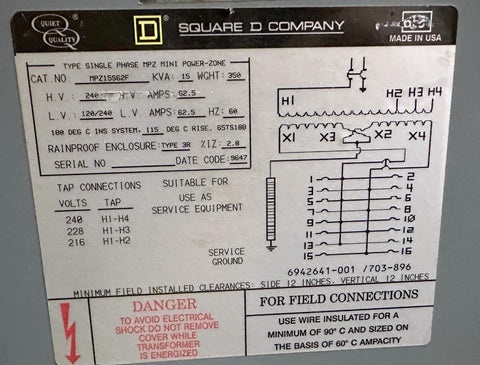 QUIET
QUALITY
D SQUARE D COMPANY
MADE IN USA
TYPE SINGLE PHASE MPZ MINI POWER-ZONE
CAT.NO. MPZ15S62F KVA: 15 WGHT: 350
H.V.: 240 H.V. AMPS: 62.5
L.V.: 120/240 L.V. AMPS: 62.5 HZ: 60
180 DEG C INS SYSTEM, 115 DEG C RISE, 65TS180
RAINPROOF ENCLOSURE: TYPE 3R %IZ: 2.8
SERIAL NO. DATE CODE: 9647
H1 H2 H3 H4
X1 X3 X2 X4
TAP CONNECTIONS
VOLTS TAP
240 H1-H4
228 H1-H3
216 H1-H2
SUITABLE FOR
USE AS
SERVICE EQUIPMENT
SERVICE
GROUND
1 2
3 4
5 6
7 8
9 10
11 12
13 14
15 16
6942641-001 /703-896
MINIMUM FIELD INSTALLED CLEARANCES: SIDE 12 INCHES, VERTICAL 12 INCHES
DANGER
TO AVOID ELECTRICAL
SHOCK DO NOT REMOVE
COVER WHILE
TRANSFORMER
IS ENERGIZED
FOR FIELD CONNECTIONS
USE WIRE INSULATED FOR A
MINIMUM OF 90° C AND SIZED ON
THE BASIS OF 60° C AMPACITY